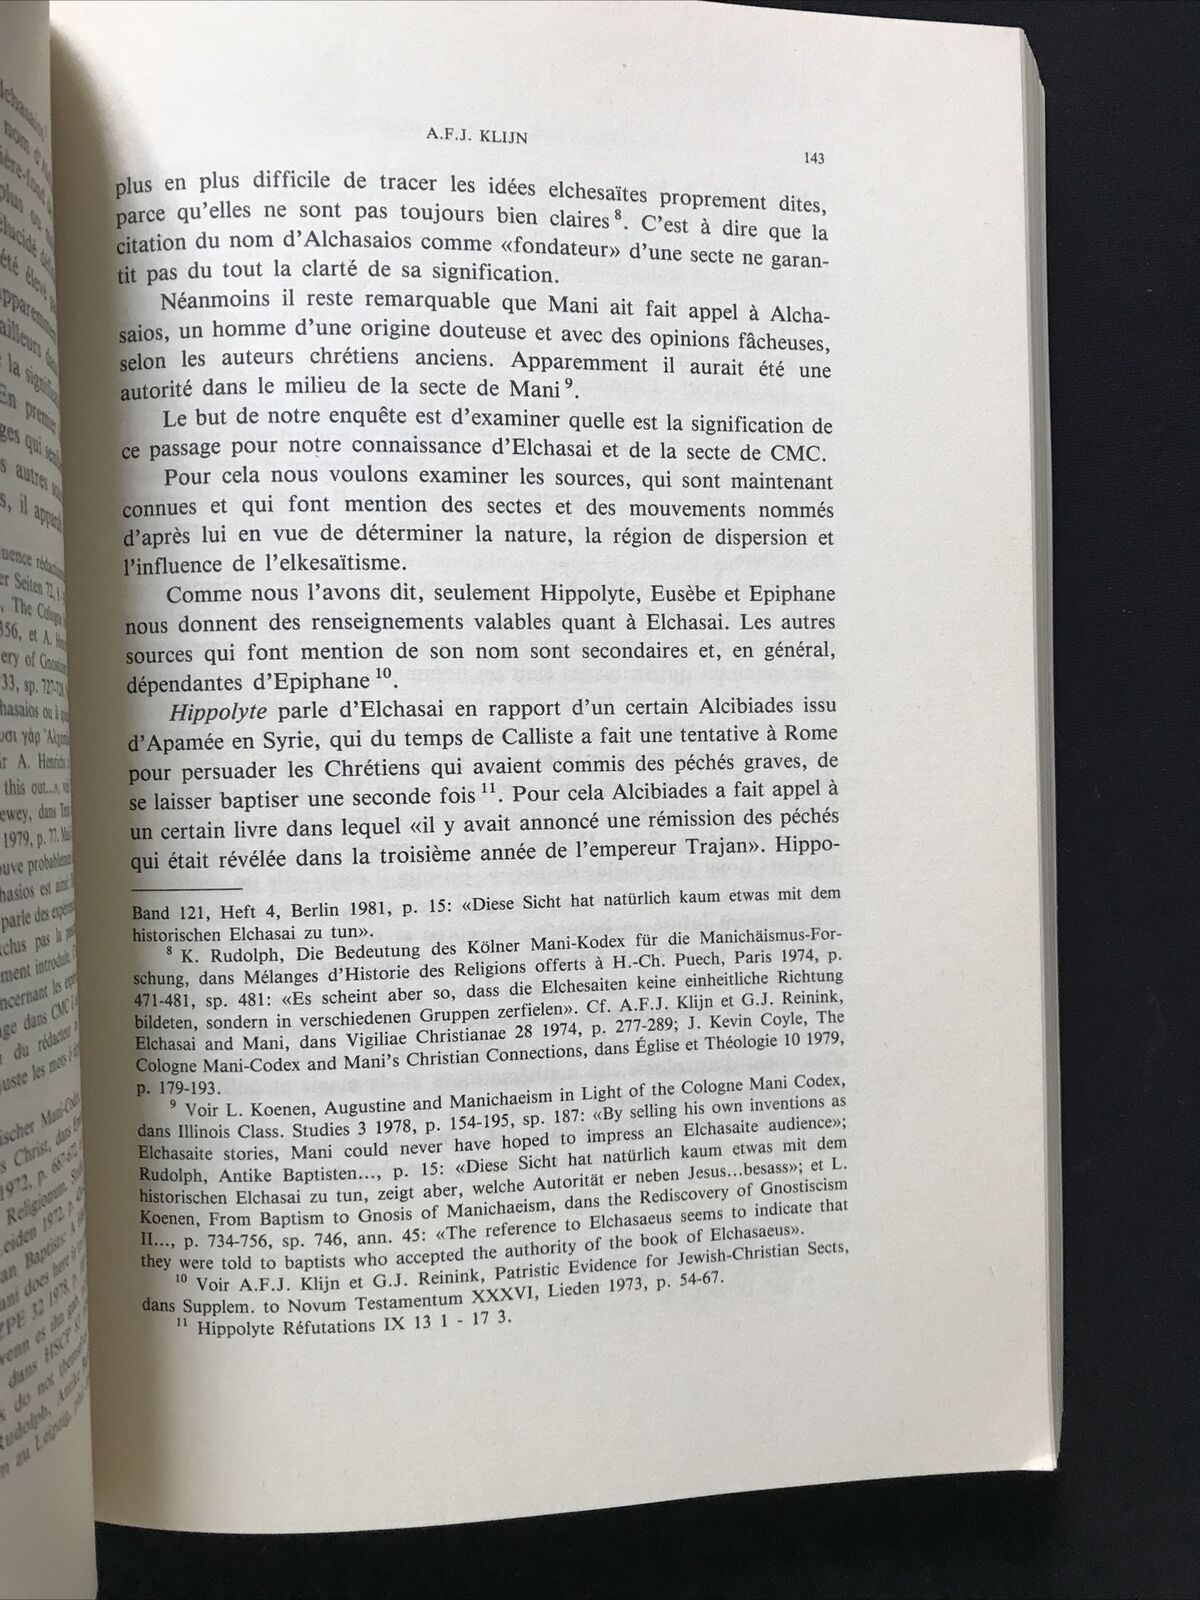 A.F.J. KLIJN
143
plus en plus difficile de tracer les idées elchesaïtes proprement dites,
parce qu'elles ne sont pas toujours bien claires⁸. C'est à dire que la
citation du nom d'Alchasaios comme «fondateur» d'une secte ne garan-
tit pas du tout la clarté de sa signification.
Néanmoins il reste remarquable que Mani ait fait appel à Alcha-
saios, un homme d'une origine douteuse et avec des opinions fâcheuses,
selon les auteurs chrétiens anciens. Apparemment il aurait été une
autorité dans le milieu de la secte de Mani⁹.
Le but de notre enquête est d'examiner quelle est la signification de
ce passage pour notre connaissance d'Elchasai et de la secte de CMC.
Pour cela nous voulons examiner les sources, qui sont maintenant
connues et qui font mention des sectes et des mouvements nommés
d'après lui en vue de déterminer la nature, la région de dispersion et
l'influence de l'elkesaïtisme.
Comme nous l'avons dit, seulement Hippolyte, Eusèbe et Epiphane
nous donnent des renseignements valables quant à Elchasai. Les autres
sources qui font mention de son nom sont secondaires et, en général,
dépendantes d'Epiphane¹⁰.
Hippolyte parle d'Elchasai en rapport d'un certain Alcibiades issu
d'Apamée en Syrie, qui du temps de Calliste a fait une tentative à Rome
pour persuader les Chrétiens qui avaient commis des péchés graves, de
se laisser baptiser une seconde fois¹¹. Pour cela Alcibiades a fait appel à
un certain livre dans lequel «il y avait annoncé une rémission des péchés
qui était révélée dans la troisième année de l'empereur Trajan». Hippo-
Band 121, Heft 4, Berlin 1981, p. 15: «Diese Sicht hat natürlich kaum etwas mit dem
historischen Elchasai zu tun».
⁸ K. Rudolph, Die Bedeutung des Kölner Mani-Kodex für die Manichäismus-For-
schung, dans Mélanges d'Historie des Religions offerts à H.-Ch. Puech, Paris 1974, p.
471-481, sp. 481: «Es scheint aber so, dass die Elchesaiten keine einheitliche Richtung
bildeten, sondern in verschiedenen Gruppen zerfielen». Cf. A.F.J. Klijn et G.J. Reinink,
Elchasai and Mani, dans Vigiliae Christianae 28 1974, p. 277-289; J. Kevin Coyle, The
Cologne Mani-Codex and Mani's Christian Connections, dans Église et Théologie 10 1979,
p. 179-193.
⁹ Voir L. Koenen, Augustine and Manichaeism in Light of the Cologne Mani Codex,
dans Illinois Class. Studies 3 1978, p. 154-195, sp. 187: «By selling his own inventions as
Elchasaite stories, Mani could never have hoped to impress an Elchasaite audience»;
Rudolph, Antike Baptisten..., p. 15: «Diese Sicht hat natürlich kaum etwas mit dem
historischen Elchasai zu tun, zeigt aber, welche Autorität er neben Jesus...besass»; et L.
Koenen, From Baptism to Gnosis of Manichaeism, dans the Rediscovery of Gnostiscism
II..., p. 734-756, sp. 746, ann. 45: «The reference to Elchasaeus seems to indicate that
they were told to baptists who accepted the authority of the book of Elchasaeus».
¹⁰ Voir A.F.J. Klijn et G.J. Reinink, Patristic Evidence for Jewish-Christian Sects,
dans Supplem. to Novum Testamentum XXXVI, Lieden 1973, p. 54-67.
¹¹ Hippolyte Réfutations IX 13 1 - 17 3.